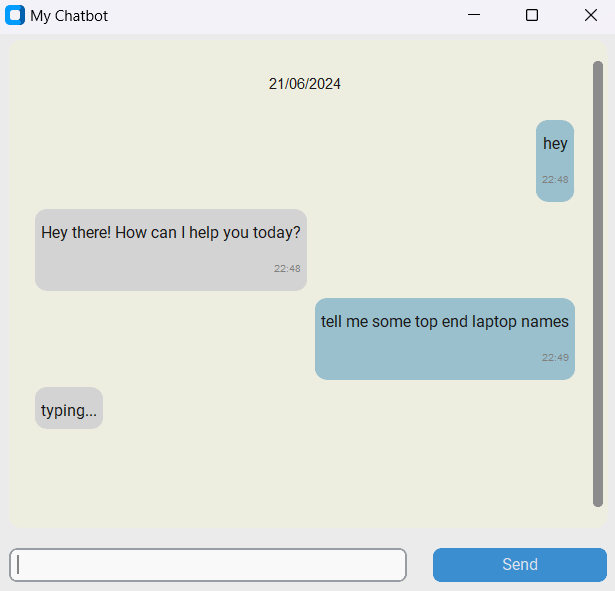 My Chatbot
21/06/2024
hey
22:48
Hey there! How can I help you today?
22:48
tell me some top end laptop names
22:49
typing...
Send